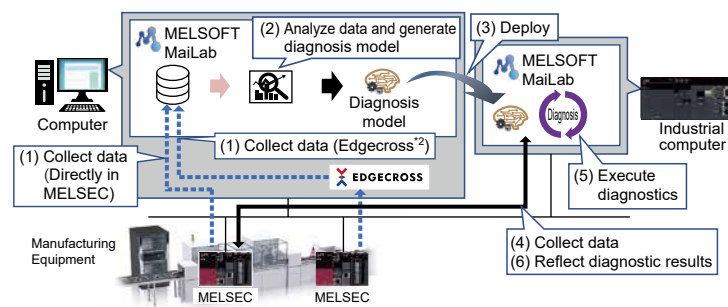 MELSOFT
MaiLab
(2) Analyze data and generate
diagnosis model
(3) Deploy
MELSOFT
MaiLab
Computer
Diagnosis
model
Diagnosis
Industrial
computer
(1) Collect data
(Directly in
MELSEC)
(1) Collect data (Edgecross*2)
EDGECROSS
(5) Execute
diagnostics
(4) Collect data
(6) Reflect diagnostic results
Manufacturing
Equipment
MELSEC
MELSEC